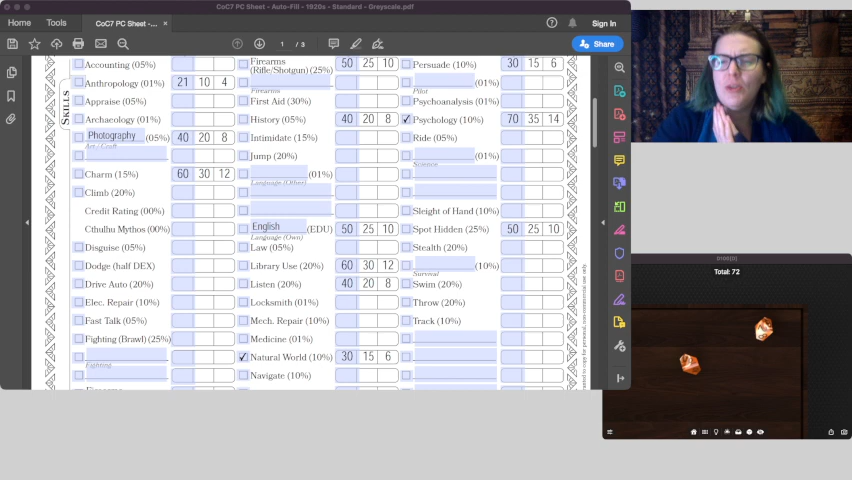 CoC7 PC Sheet - Auto-Fill - 1920s - Standard - Greyscale.pdf
Home Tools CoC7 PC Sheet -... × Sign In
1 / 3 Share
SKILLS
Accounting (05%)
Anthropology (01%) 21 10 4
Appraise (05%)
Archaeology (01%)
Photography (05%) 40 20 8
Art / Craft
Charm (15%) 60 30 12
Climb (20%)
Credit Rating (00%)
Cthulhu Mythos (00%)
Disguise (05%)
Dodge (half DEX)
Drive Auto (20%)
Elec. Repair (10%)
Fast Talk (05%)
Fighting (Brawl) (25%)
Fighting
Firearms
Firearms
(Rifle/Shotgun) (25%) 50 25 10
Firearms
First Aid (30%)
History (05%) 40 20 8
Intimidate (15%)
Jump (20%)
(01%)
Language (Other)
English (EDU) 50 25 10
Language (Own)
Law (05%)
Library Use (20%) 60 30 12
Listen (20%) 40 20 8
Locksmith (01%)
Mech. Repair (10%)
Medicine (01%)
Natural World (10%) 30 15 6
Navigate (10%)
Persuade (10%) 30 15 6
(01%)
Pilot
Psychoanalysis (01%)
Psychology (10%) 70 35 14
Ride (05%)
(01%)
Science
Sleight of Hand (10%)
Spot Hidden (25%) 50 25 10
Stealth (20%)
(10%)
Survival
Swim (20%)
Throw (20%)
Track (10%)
Total: 72